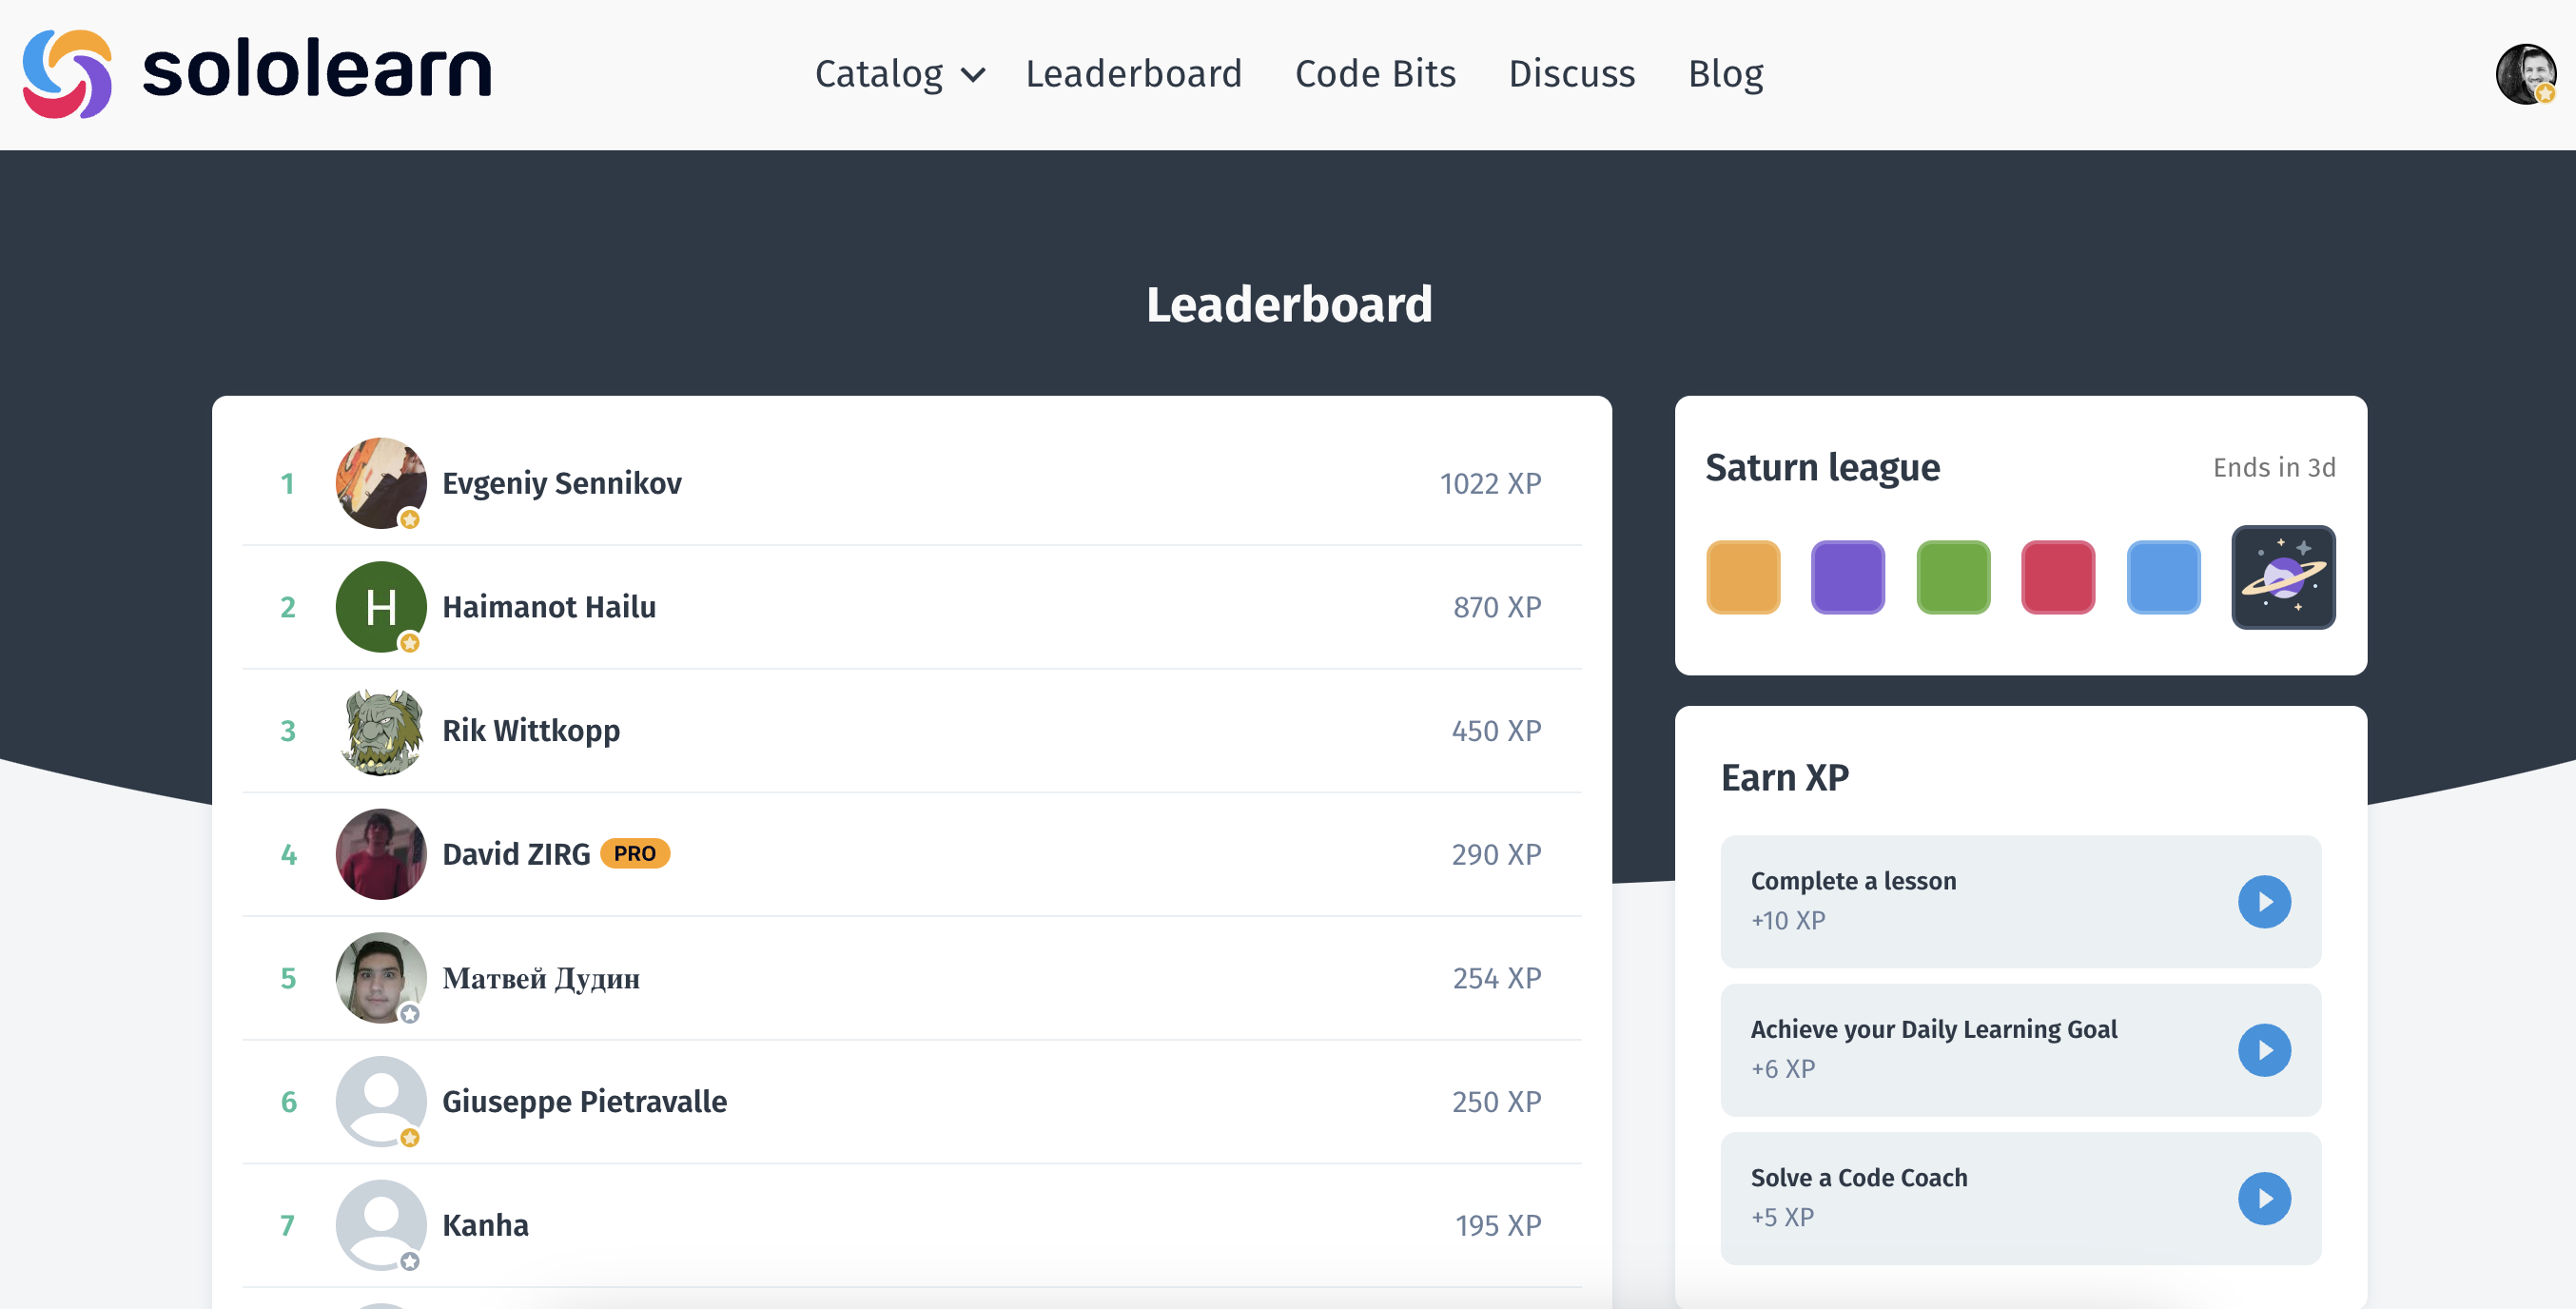 sololearn
Catalog Leaderboard Code Bits Discuss Blog
Leaderboard
1 Evgeniy Sennikov 1022 XP
2 H Haimanot Hailu 870 XP
3 Rik Wittkopp 450 XP
4 David ZIRG PRO 290 XP
5 Матвей Дудин 254 XP
6 Giuseppe Pietravalle 250 XP
7 Kanha 195 XP
Saturn league Ends in 3d
Earn XP
Complete a lesson
+10 XP
Achieve your Daily Learning Goal
+6 XP
Solve a Code Coach
+5 XP